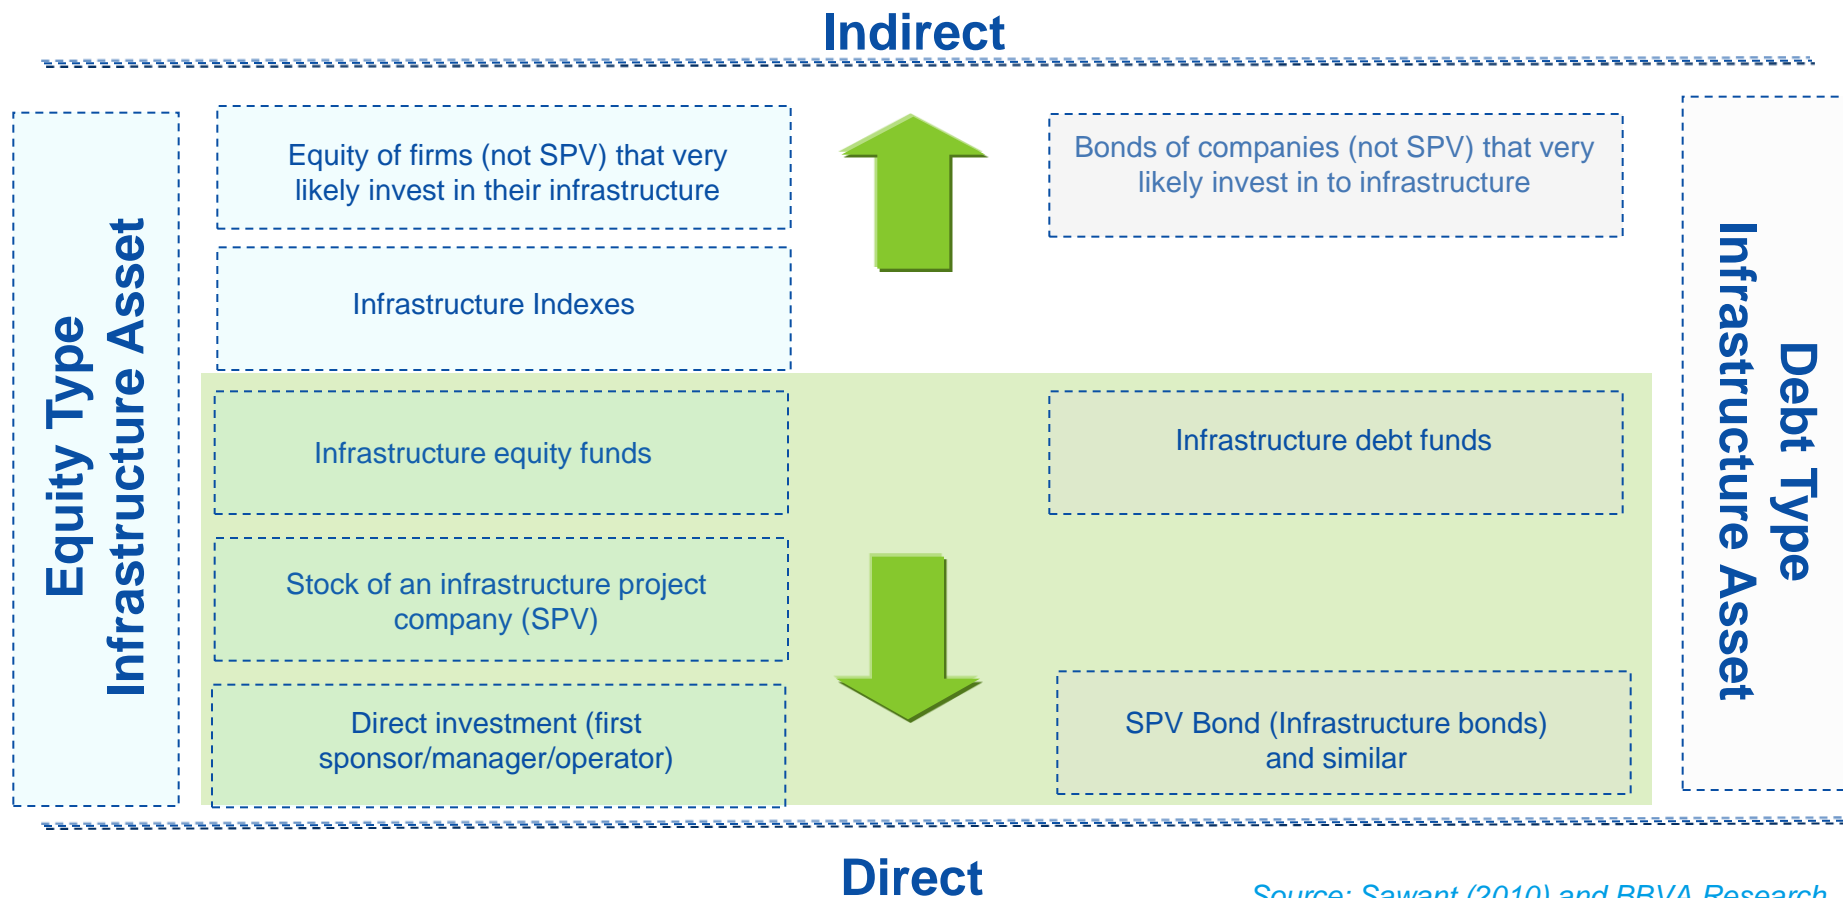 Indirect
Equity Type
Infrastructure Asset
Equity of firms (not SPV) that very
likely invest in their infrastructure
Infrastructure Indexes
Infrastructure equity funds
Stock of an infrastructure project
company (SPV)
Direct investment (first
sponsor/manager/operator)
Bonds of companies (not SPV) that very
likely invest in to infrastructure
Infrastructure debt funds
SPV Bond (Infrastructure bonds)
and similar
Debt Type
Infrastructure Asset
Direct
Source: Sawant (2010) and BBVA Research